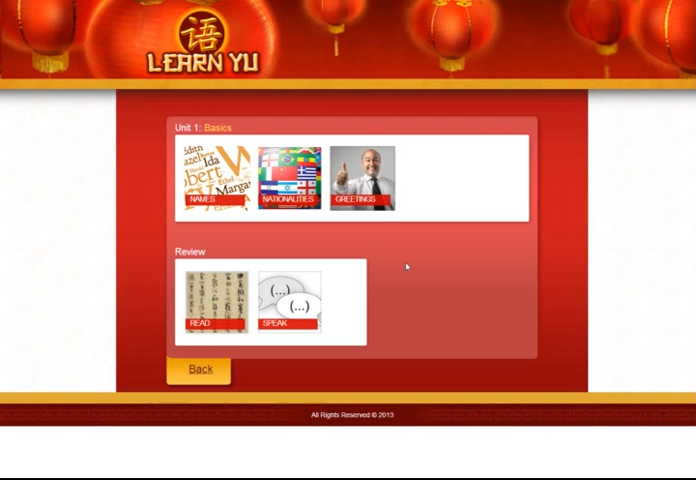 语
LEARN YU
Unit 1: Basics
NAMES
NATIONALITIES
GREETINGS
Review
(...)
(...)
READ
SPEAK
Back
All Rights Reserved © 2013